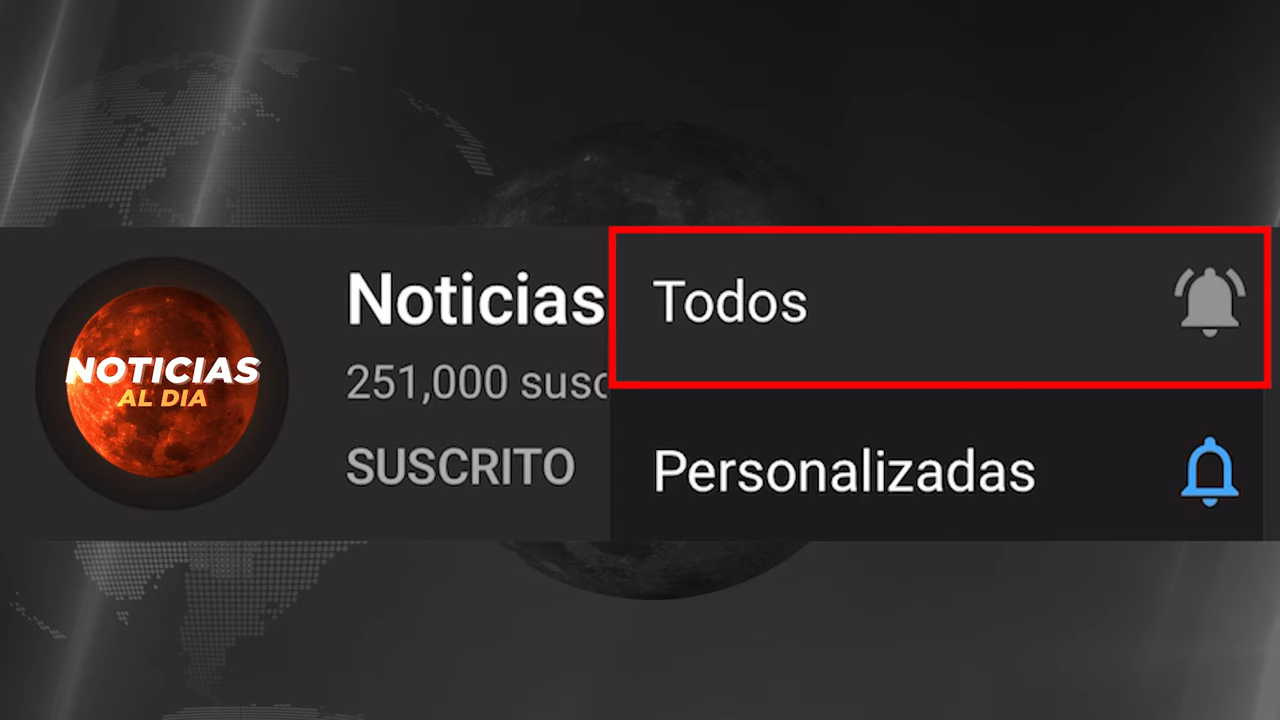 NOTICIAS
AL DIA
Noticias
251,000 susc
SUSCRITO
Todos
Personalizadas